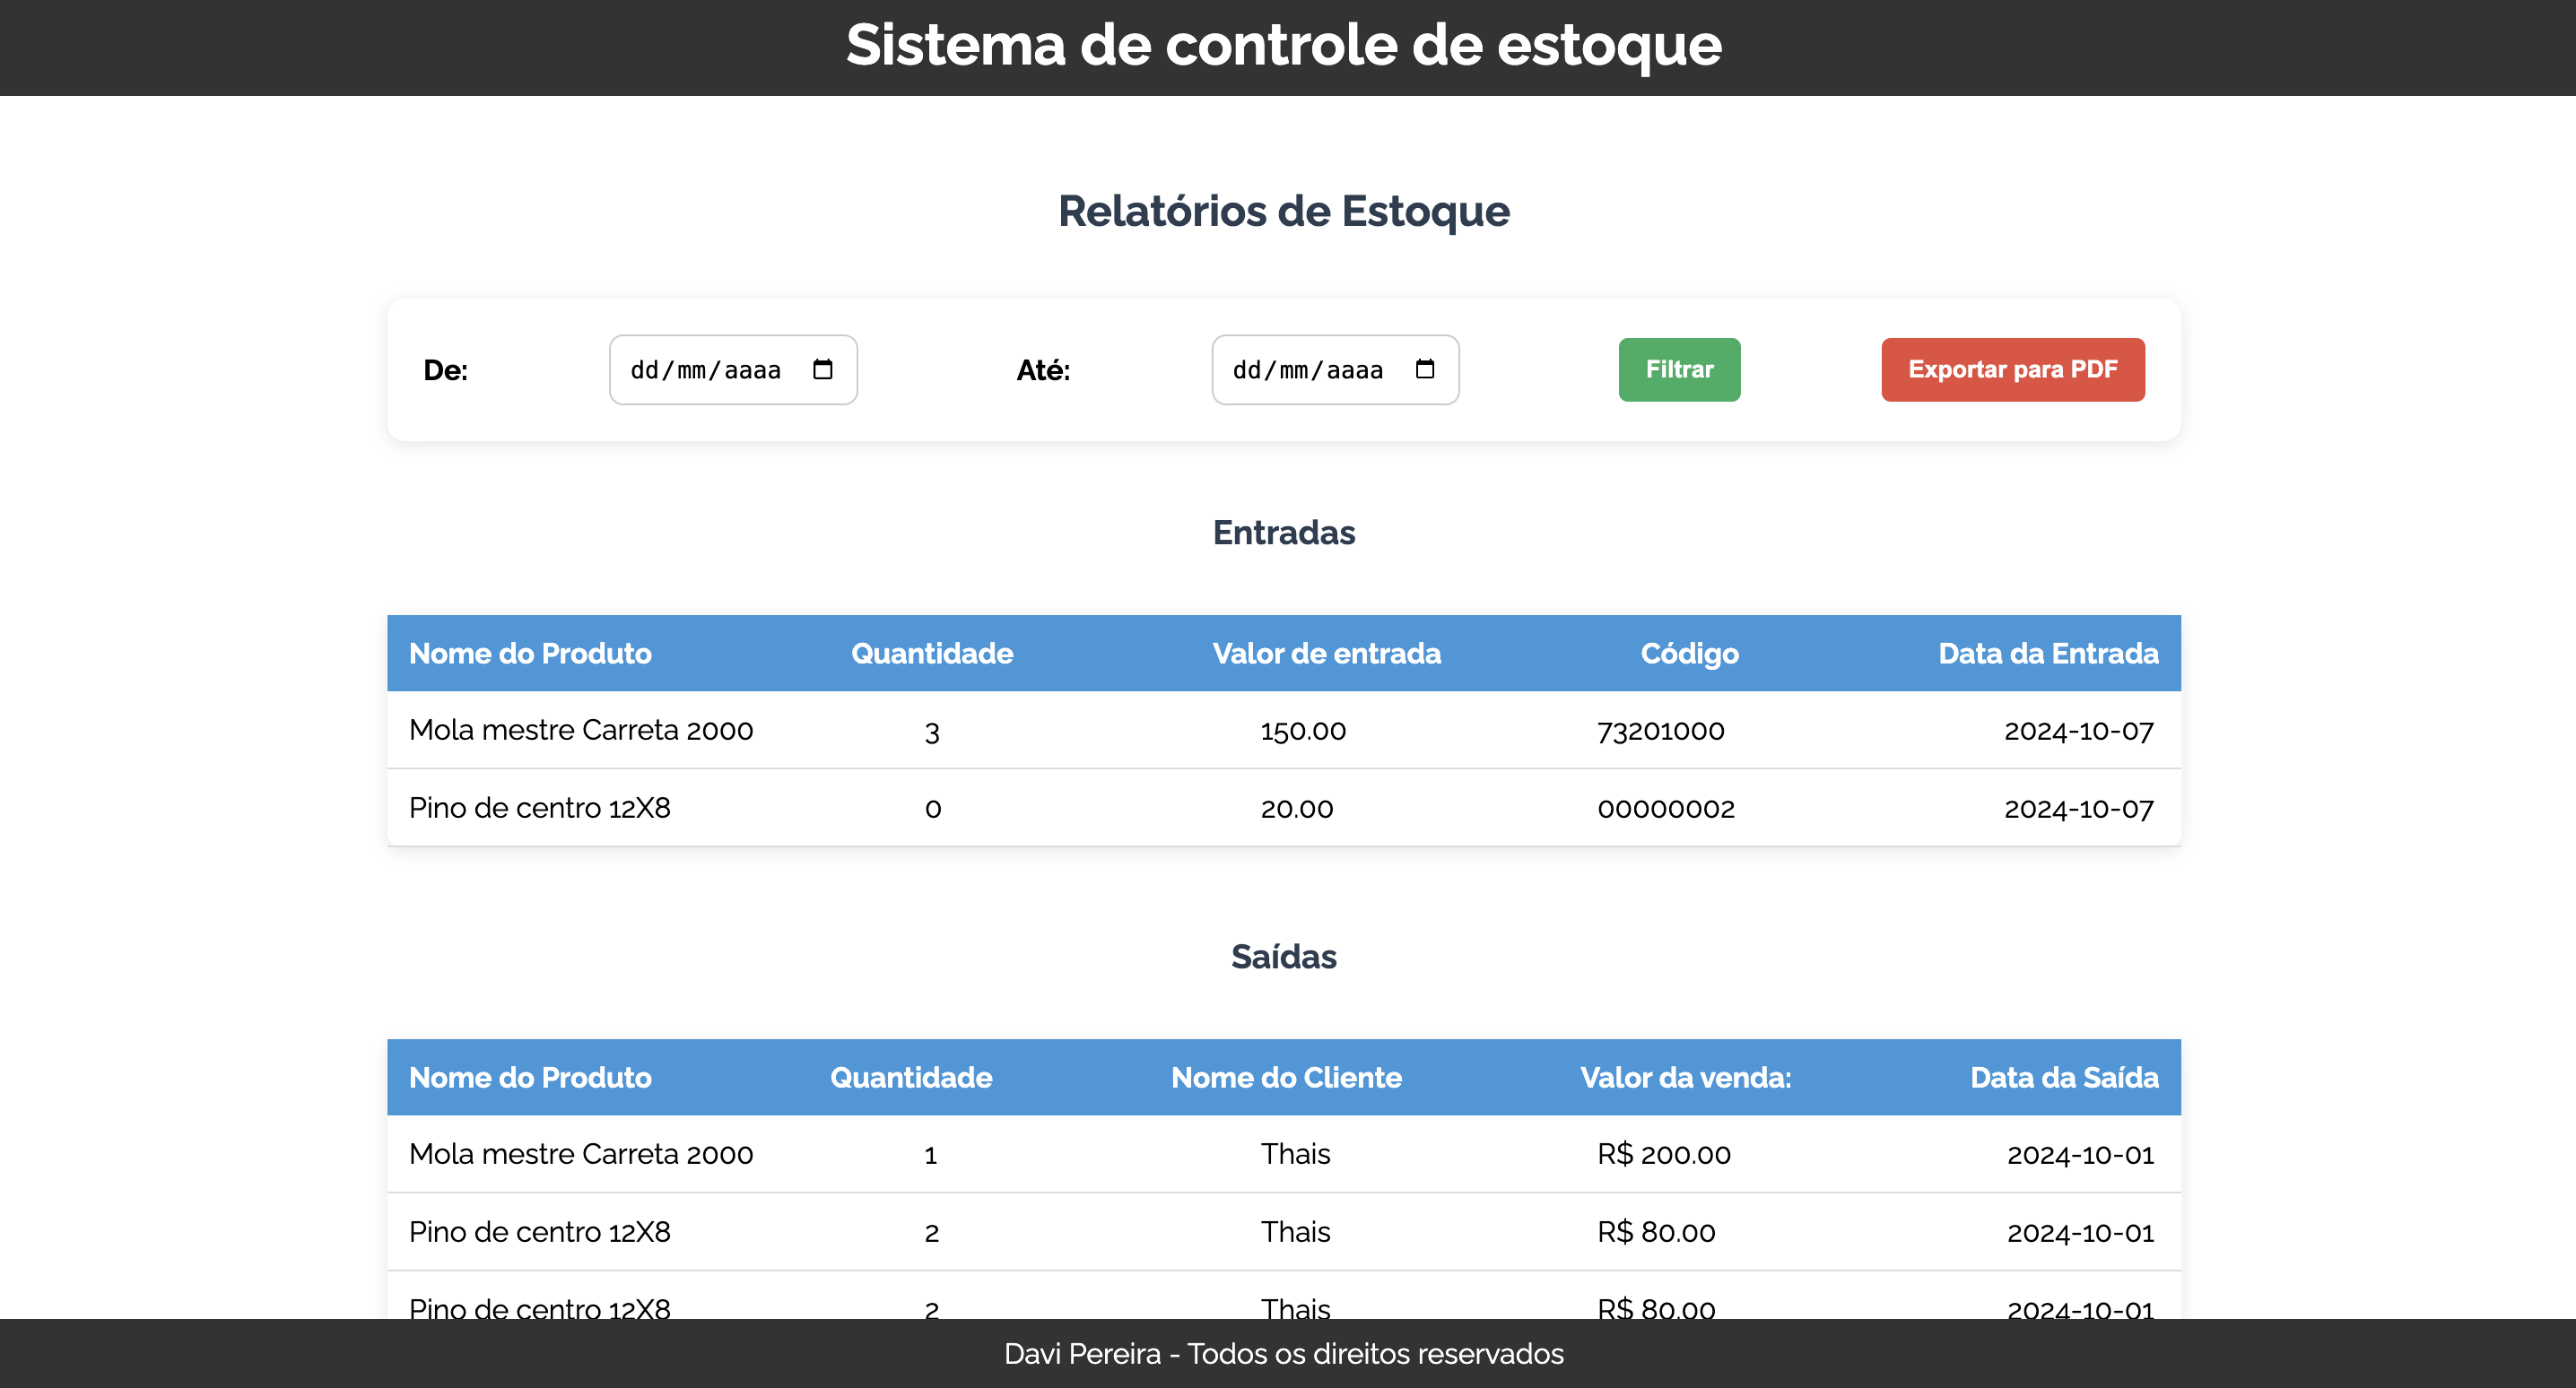 Sistema de controle de estoque
Relatórios de Estoque
De: dd/mm/aaaa Até: dd/mm/aaaa Filtrar Exportar para PDF
Entradas
Nome do Produto Quantidade Valor de entrada Código Data da Entrada
Mola mestre Carreta 2000 3 150.00 73201000 2024-10-07
Pino de centro 12X8 0 20.00 00000002 2024-10-07
Saídas
Nome do Produto Quantidade Nome do Cliente Valor da venda: Data da Saída
Mola mestre Carreta 2000 1 Thais R$ 200.00 2024-10-01
Pino de centro 12X8 2 Thais R$ 80.00 2024-10-01
Pino de centro 12X8 2 Thais R$ 80.00 2024-10-01
Davi Pereira - Todos os direitos reservados